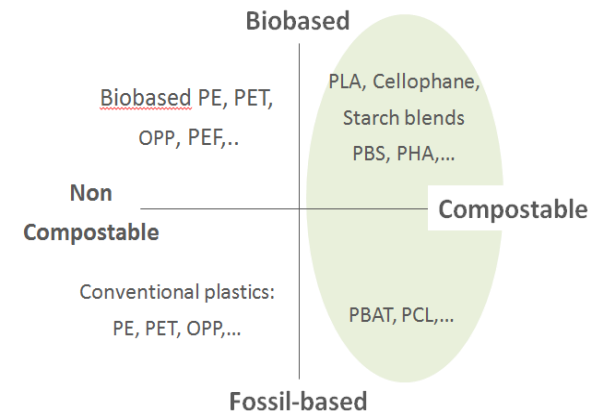 Biobased
Biobased PE, PET,
OPP, PEF,..
PLA, Cellophane,
Starch blends
PBS, PHA,...
Non
Compostable
Compostable
Conventional plastics:
PE, PET, OPP,...
PBAT, PCL,...
Fossil-based